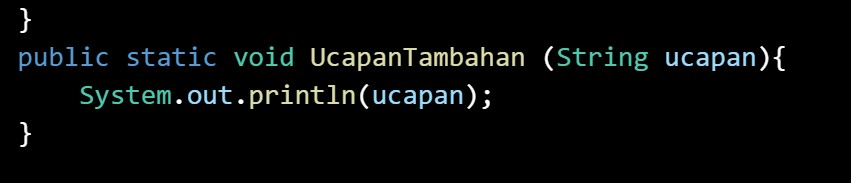 }
public static void UcapanTambahan (String ucapan){
    System.out.println(ucapan);
}